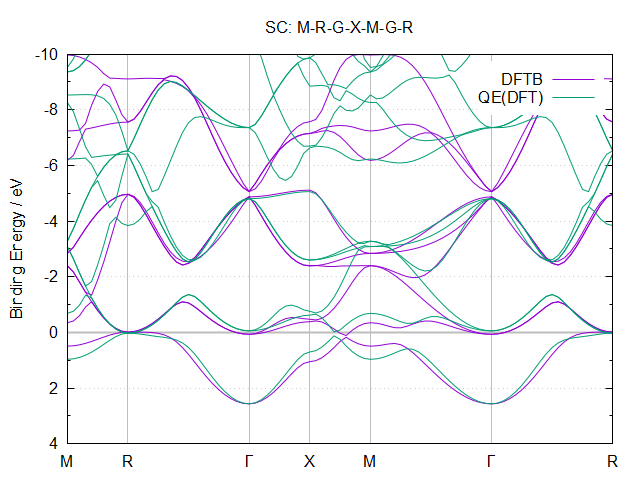 SC: M-R-G-X-M-G-R
-10
DFTB
QE(DFT)
-8
-6
-4
-2
0
2
4
Binding Energy / eV
M R Γ X M Γ R